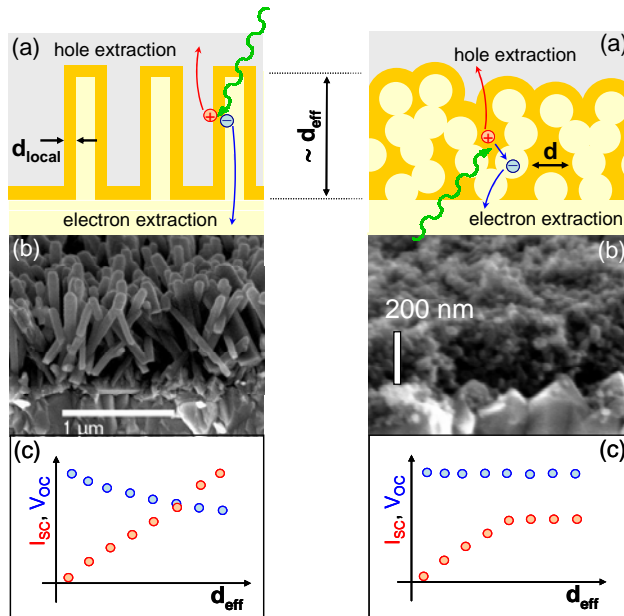 (a)
hole extraction
d_local
+
−
electron extraction
~ d_eff
(a)
hole extraction
+
−
d
electron extraction
(b)
1 µm
(b)
200 nm
(c)
I_SC, V_OC
d_eff
(c)
I_SC, V_OC
d_eff